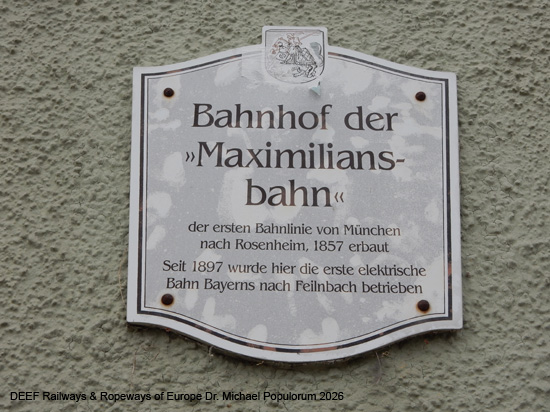 Bahnhof der
»Maximilians-
bahn«
der ersten Bahnlinie von München
nach Rosenheim, 1857 erbaut
Seit 1897 wurde hier die erste elektrische
Bahn Bayerns nach Feilnbach betrieben
DEEF Railways & Ropeways of Europe Dr. Michael Populorum 2026